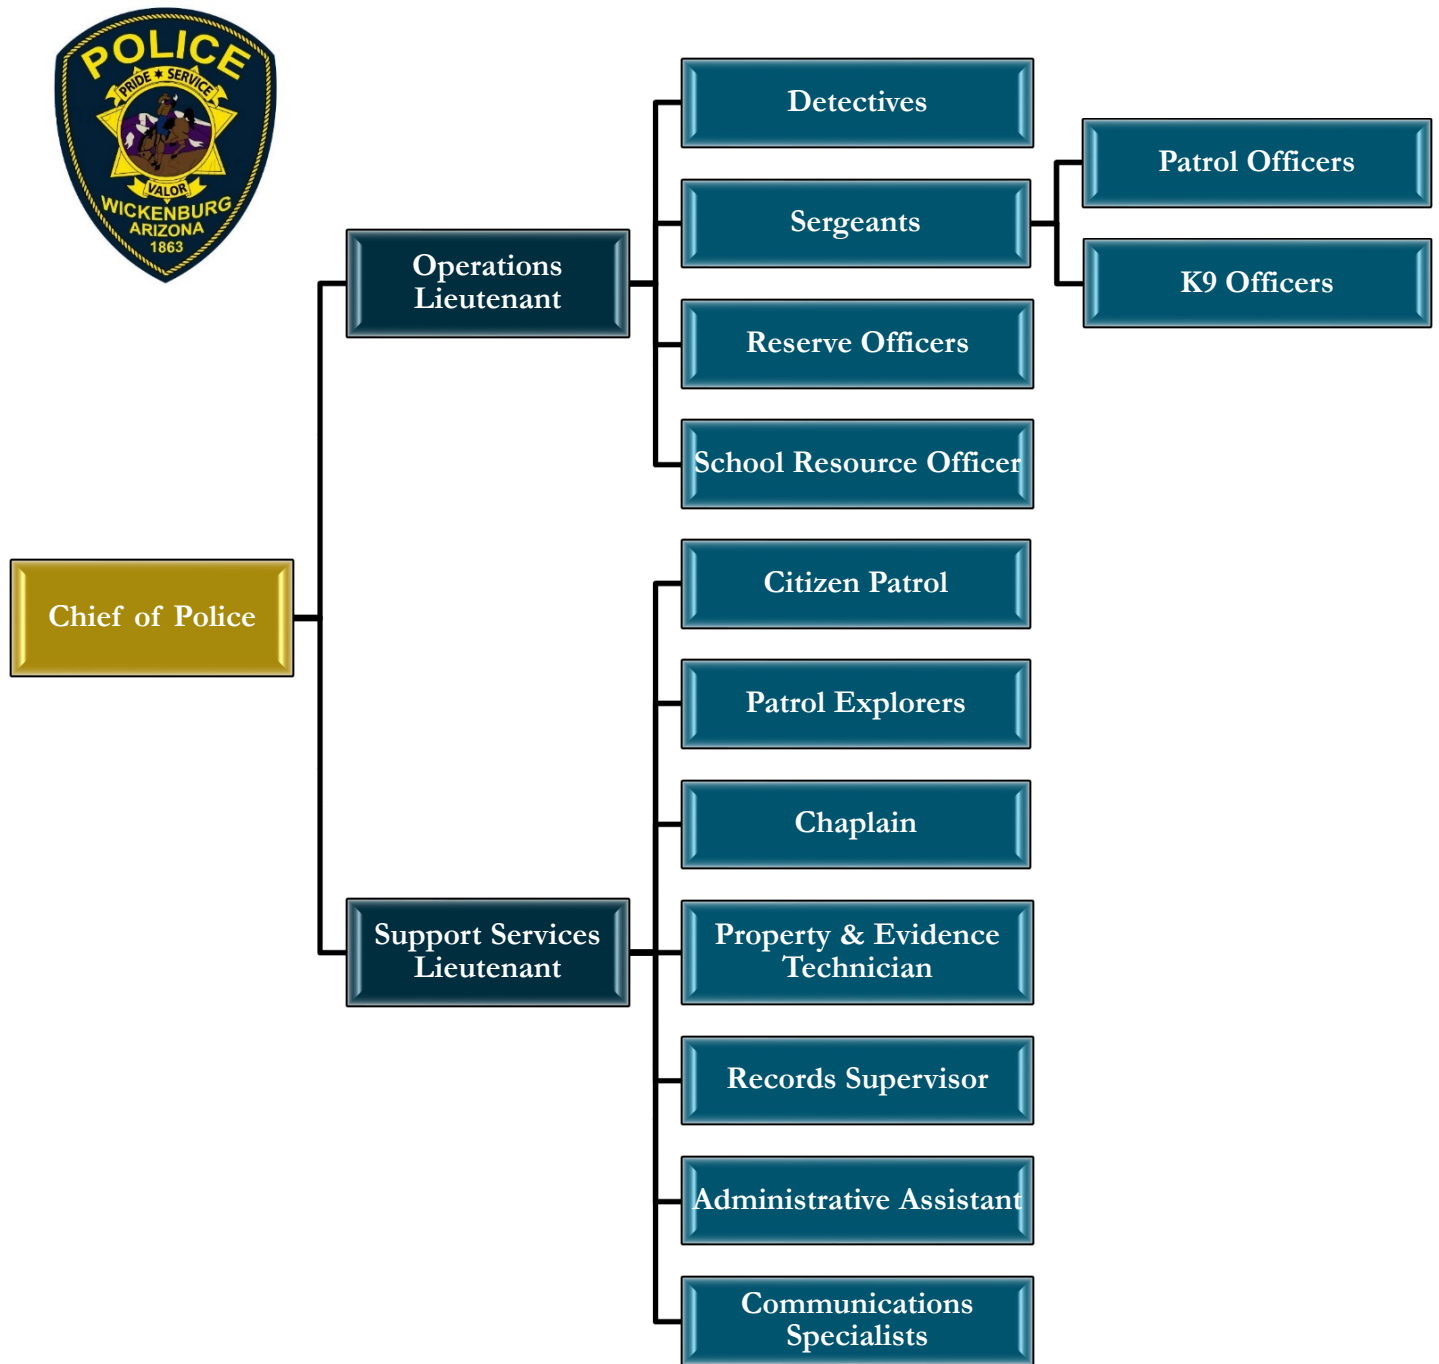 POLICE
PRIDE ★ SERVICE
VALOR
WICKENBURG
ARIZONA
1863
Chief of Police
Operations
Lieutenant
Detectives
Sergeants
Patrol Officers
K9 Officers
Reserve Officers
School Resource Officer
Support Services
Lieutenant
Citizen Patrol
Patrol Explorers
Chaplain
Property & Evidence
Technician
Records Supervisor
Administrative Assistant
Communications
Specialists